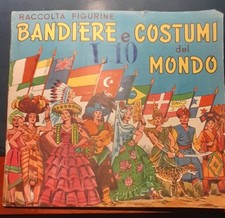 RACCOLTA FIGURINE
BANDIERE e COSTUMI
del
L.10
MONDO